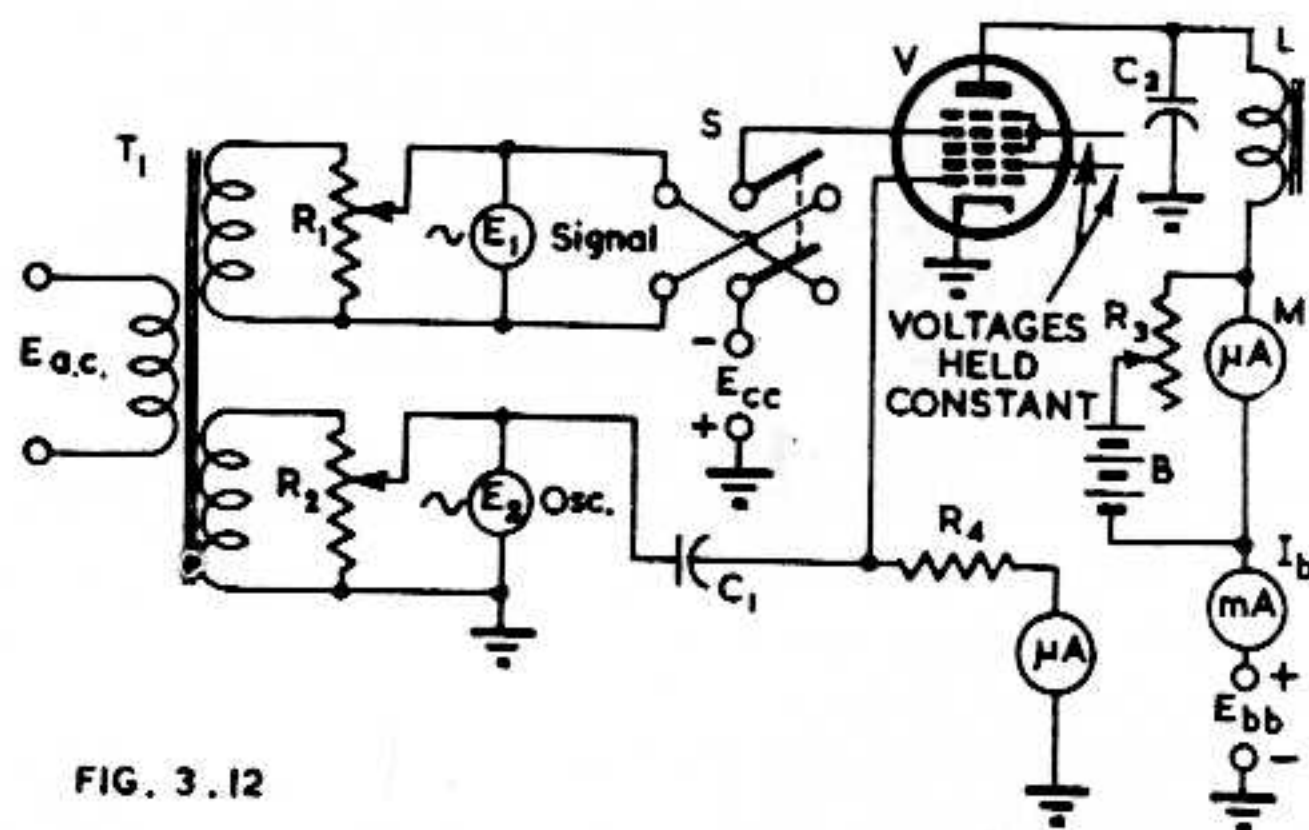 T₁
E a.c.
R₁
~ E₁ Signal
S
-
Ecc
+
R₂
~ E₂ Osc.
C₁
V
C₂
L
VOLTAGES
HELD
CONSTANT
R₃
M
μA
B
R₄
μA
Ib
mA
+
Ebb
-
FIG. 3.12